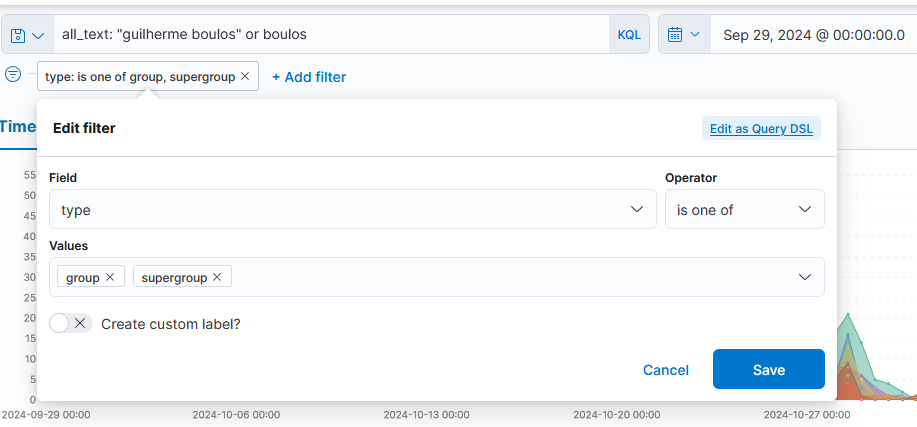 all_text: "guilherme boulos" or boulos KQL Sep 29, 2024 @ 00:00:00.0
type: is one of group, supergroup × + Add filter
Edit filter Edit as Query DSL
Time
Field Operator
type is one of
Values
group × supergroup ×
Create custom label?
Cancel Save
55
50
45
40
35
30
25
20
15
10
5
0
2024-09-29 00:00 2024-10-06 00:00 2024-10-13 00:00 2024-10-20 00:00 2024-10-27 00:00